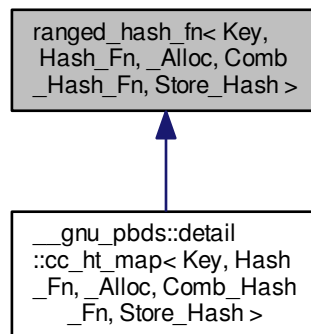 ranged_hash_fn< Key,
Hash_Fn, _Alloc, Comb
_Hash_Fn, Store_Hash >
__gnu_pbds::detail
::cc_ht_map< Key, Hash
_Fn, _Alloc, Comb_Hash
_Fn, Store_Hash >